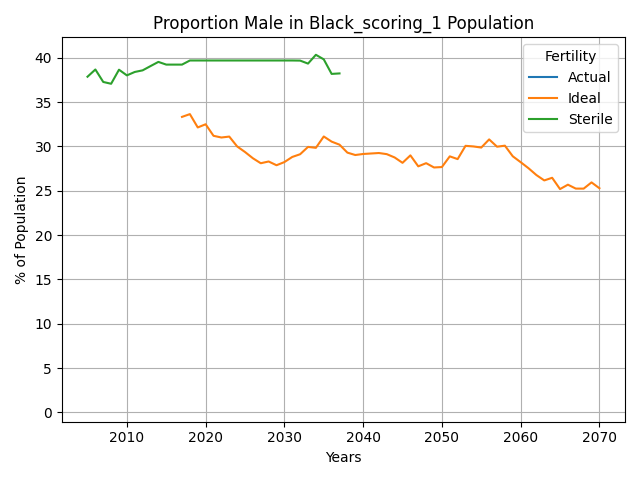 Proportion Male in Black_scoring_1 Population
% of Population
40
35
30
25
20
15
10
5
0
Fertility
Actual
Ideal
Sterile
2010 2020 2030 2040 2050 2060 2070
Years